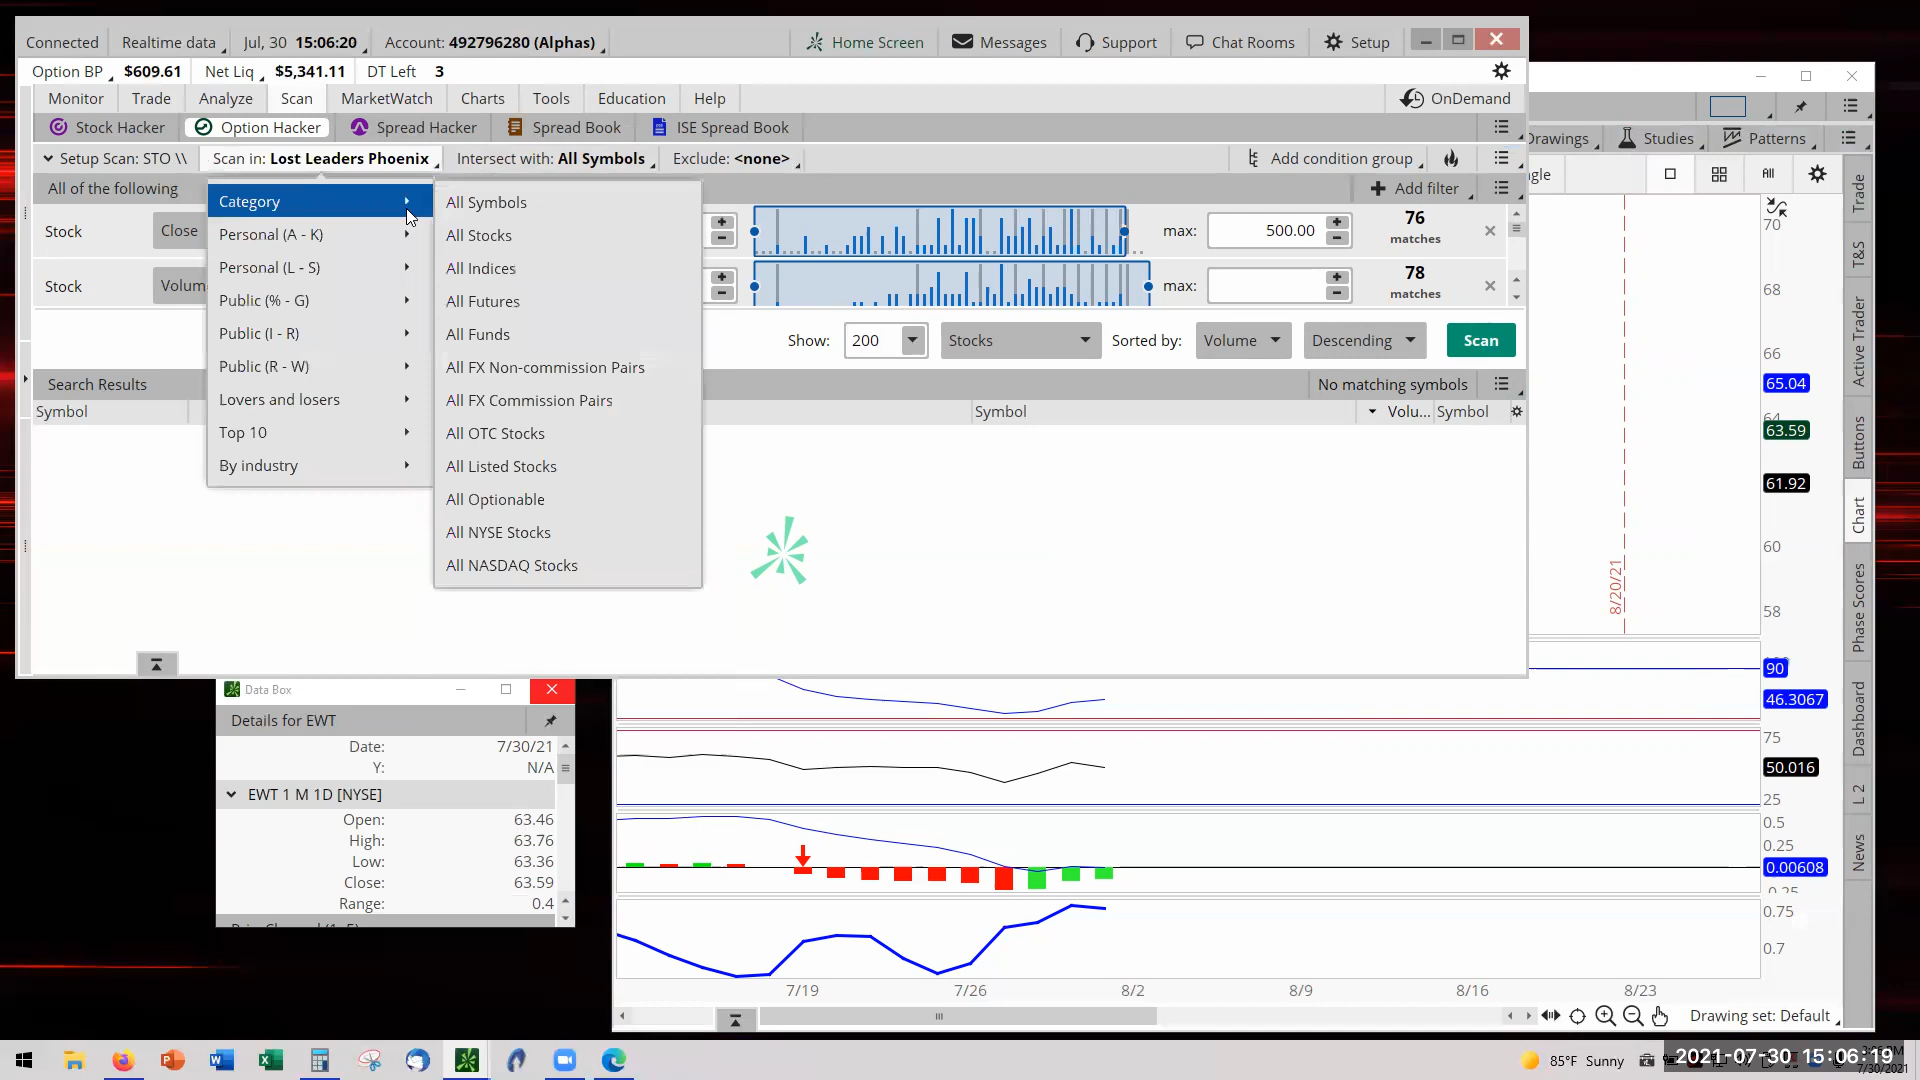 Connected Realtime data Jul, 30 15:06:20 Account: 492796280 (Alphas) Home Screen Messages Support Chat Rooms Setup
Option BP $609.61 Net Liq $5,341.11 DT Left 3
Monitor Trade Analyze Scan MarketWatch Charts Tools Education Help OnDemand
Stock Hacker Option Hacker Spread Hacker Spread Book ISE Spread Book
Drawings Studies Patterns
Setup Scan: STO \\ Scan in: Lost Leaders Phoenix Intersect with: All Symbols Exclude: <none> Add condition group
All of the following Add filter
gle All
Category
Personal (A - K)
Personal (L - S)
Public (% - G)
Public (I - R)
Public (R - W)
Lovers and losers
Top 10
By industry
All Symbols
All Stocks
All Indices
All Futures
All Funds
All FX Non-commission Pairs
All FX Commission Pairs
All OTC Stocks
All Listed Stocks
All Optionable
All NYSE Stocks
All NASDAQ Stocks
Stock Close max: 500.00 76 matches
Stock Volum max: 78 matches
Show: 200 Stocks Sorted by: Volume Descending Scan
Search Results No matching symbols
Symbol Symbol Volu... Symbol
70
68
66
65.04
64
63.59
61.92
60
58
8/20/21
90
46.3067
75
50.016
25
0.5
0.25
0.00608
-0.25
0.75
0.7
Trade
T&S
Active Trader
Buttons
Chart
Phase Scores
Dashboard
L 2
News
Data Box
Details for EWT
Date: 7/30/21
Y: N/A
EWT 1 M 1D [NYSE]
Open: 63.46
High: 63.76
Low: 63.36
Close: 63.59
Range: 0.4
7/19 7/26 8/2 8/9 8/16 8/23
Drawing set: Default
85°F Sunny
2021-07-30 15:06:19
7/30/2021